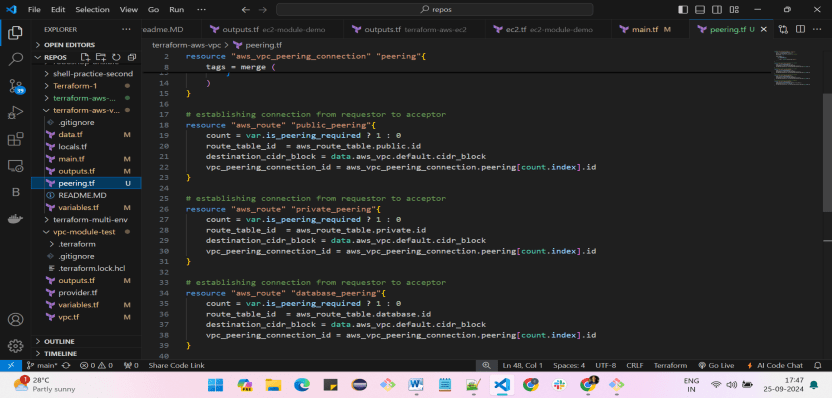 File Edit Selection View Go Run ··· repos
EXPLORER ···
eadme.MD outputs.tf ec2-module-demo outputs.tf terraform-aws-ec2 ec2.tf ec2-module-demo main.tf M peering.tf U
OPEN EDITORS
REPOS
shell-practice-second
Terraform-1
terraform-aws-...
terraform-aws-v...
.gitignore
data.tf M
locals.tf
main.tf M
outputs.tf M
peering.tf U
README.MD
variables.tf M
terraform-multi-env
vpc-module-test
.terraform
.gitignore
.terraform.lock.hcl
outputs.tf M
provider.tf
variables.tf M
vpc.tf M
OUTLINE
TIMELINE
39
B
terraform-aws-vpc > peering.tf
2 resource "aws_vpc_peering_connection" "peering"{
8 tags = merge (
13 }
14 )
15 }
16
17 # establishing connection from requestor to acceptor
18 resource "aws_route" "public_peering"{
19 count = var.is_peering_required ? 1 : 0
20 route_table_id = aws_route_table.public.id
21 destination_cidr_block = data.aws_vpc.default.cidr_block
22 vpc_peering_connection_id = aws_vpc_peering_connection.peering[count.index].id
23 }
24
25 # establishing connection from requestor to acceptor
26 resource "aws_route" "private_peering"{
27 count = var.is_peering_required ? 1 : 0
28 route_table_id = aws_route_table.private.id
29 destination_cidr_block = data.aws_vpc.default.cidr_block
30 vpc_peering_connection_id = aws_vpc_peering_connection.peering[count.index].id
31 }
32
33 # establishing connection from requestor to acceptor
34 resource "aws_route" "database_peering"{
35 count = var.is_peering_required ? 1 : 0
36 route_table_id = aws_route_table.database.id
37 destination_cidr_block = data.aws_vpc.default.cidr_block
38 vpc_peering_connection_id = aws_vpc_peering_connection.peering[count.index].id
39 }
40
main* 0 0 0 Share Code Link Ln 48, Col 1 Spaces: 4 UTF-8 CRLF Terraform Go Live AI Code Chat
28°C
Partly sunny
ENG
IN
17:47
25-09-2024